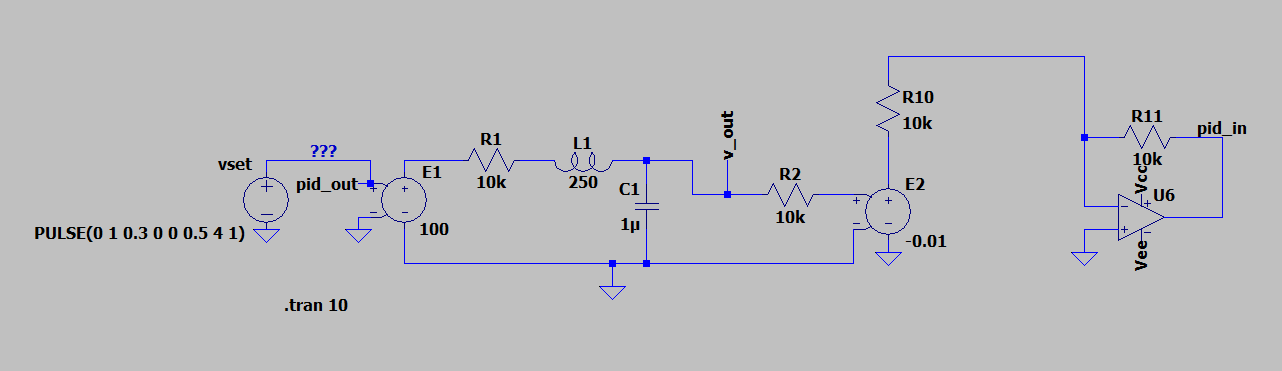 vset
???
pid_out
PULSE(0 1 0.3 0 0 0.5 4 1)
E1
100
R1
10k
L1
250
C1
1µ
v_out
R2
10k
E2
-0.01
R10
10k
R11
10k
pid_in
Vcc
U6
Vee
.tran 10